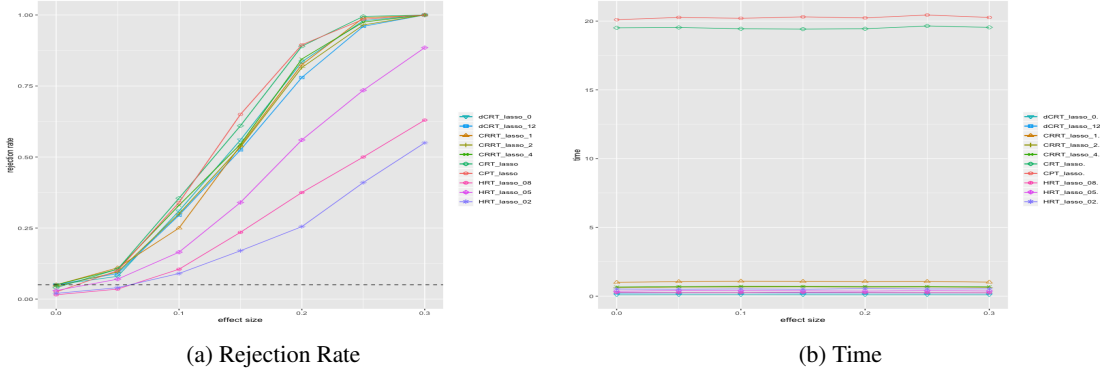 1.00
0.75
0.50
0.25
0.00
rejection rate
0.0
0.1
0.2
0.3
effect size
dCRT_lasso_0
dCRT_lasso_12
CRRT_lasso_1
CRRT_lasso_2
CRRT_lasso_4
CRT_lasso
CPT_lasso
HRT_lasso_08
HRT_lasso_05
HRT_lasso_02
(a) Rejection Rate
20
15
10
5
0
time
0.0
0.1
0.2
0.3
effect size
dCRT_lasso_0.
dCRT_lasso_12
CRRT_lasso_1.
CRRT_lasso_2.
CRRT_lasso_4.
CRT_lasso.
CPT_lasso.
HRT_lasso_08.
HRT_lasso_05.
HRT_lasso_02.
(b) Time